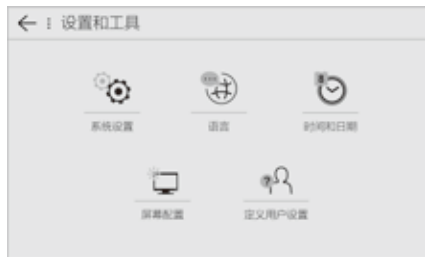 设置和工具
系统设置
语言
时间和日期
屏幕配置
定义用户设置